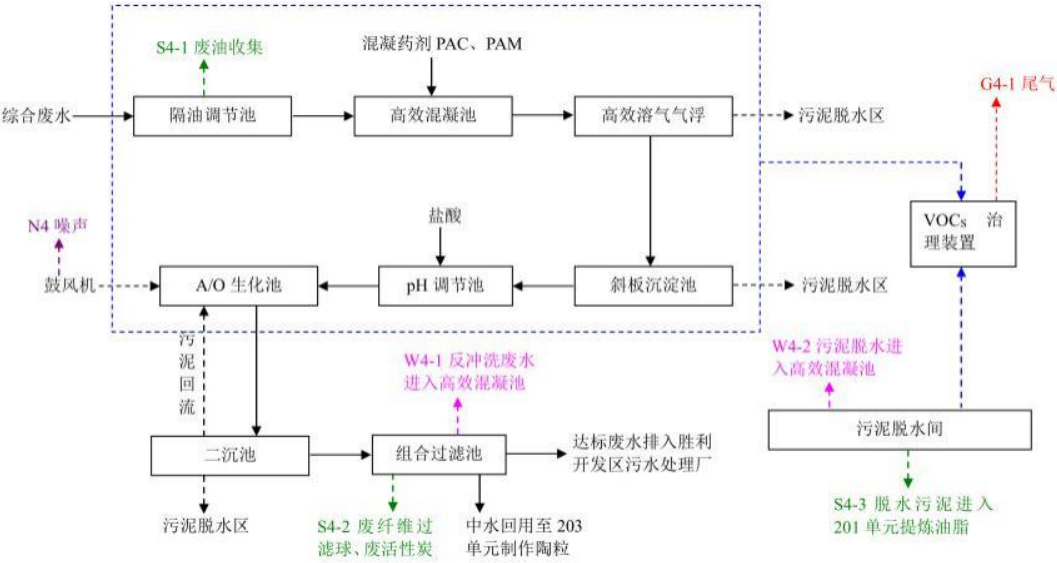 混凝药剂 PAC、PAM
S4-1 废油收集
G4-1 尾气
综合废水
隔油调节池
高效混凝池
高效溶气气浮
污泥脱水区
VOCs 治
理装置
N4 噪声
盐酸
鼓风机
A/O 生化池
pH 调节池
斜板沉淀池
污泥脱水区
污泥回流
W4-1 反冲洗废水
进入高效混凝池
W4-2 污泥脱水进
入高效混凝池
二沉池
组合过滤池
达标废水排入胜利
开发区污水处理厂
污泥脱水间
污泥脱水区
S4-2 废纤维过
滤球、废活性炭
中水回用至 203
单元制作陶粒
S4-3 脱水污泥进入
201 单元提炼油脂